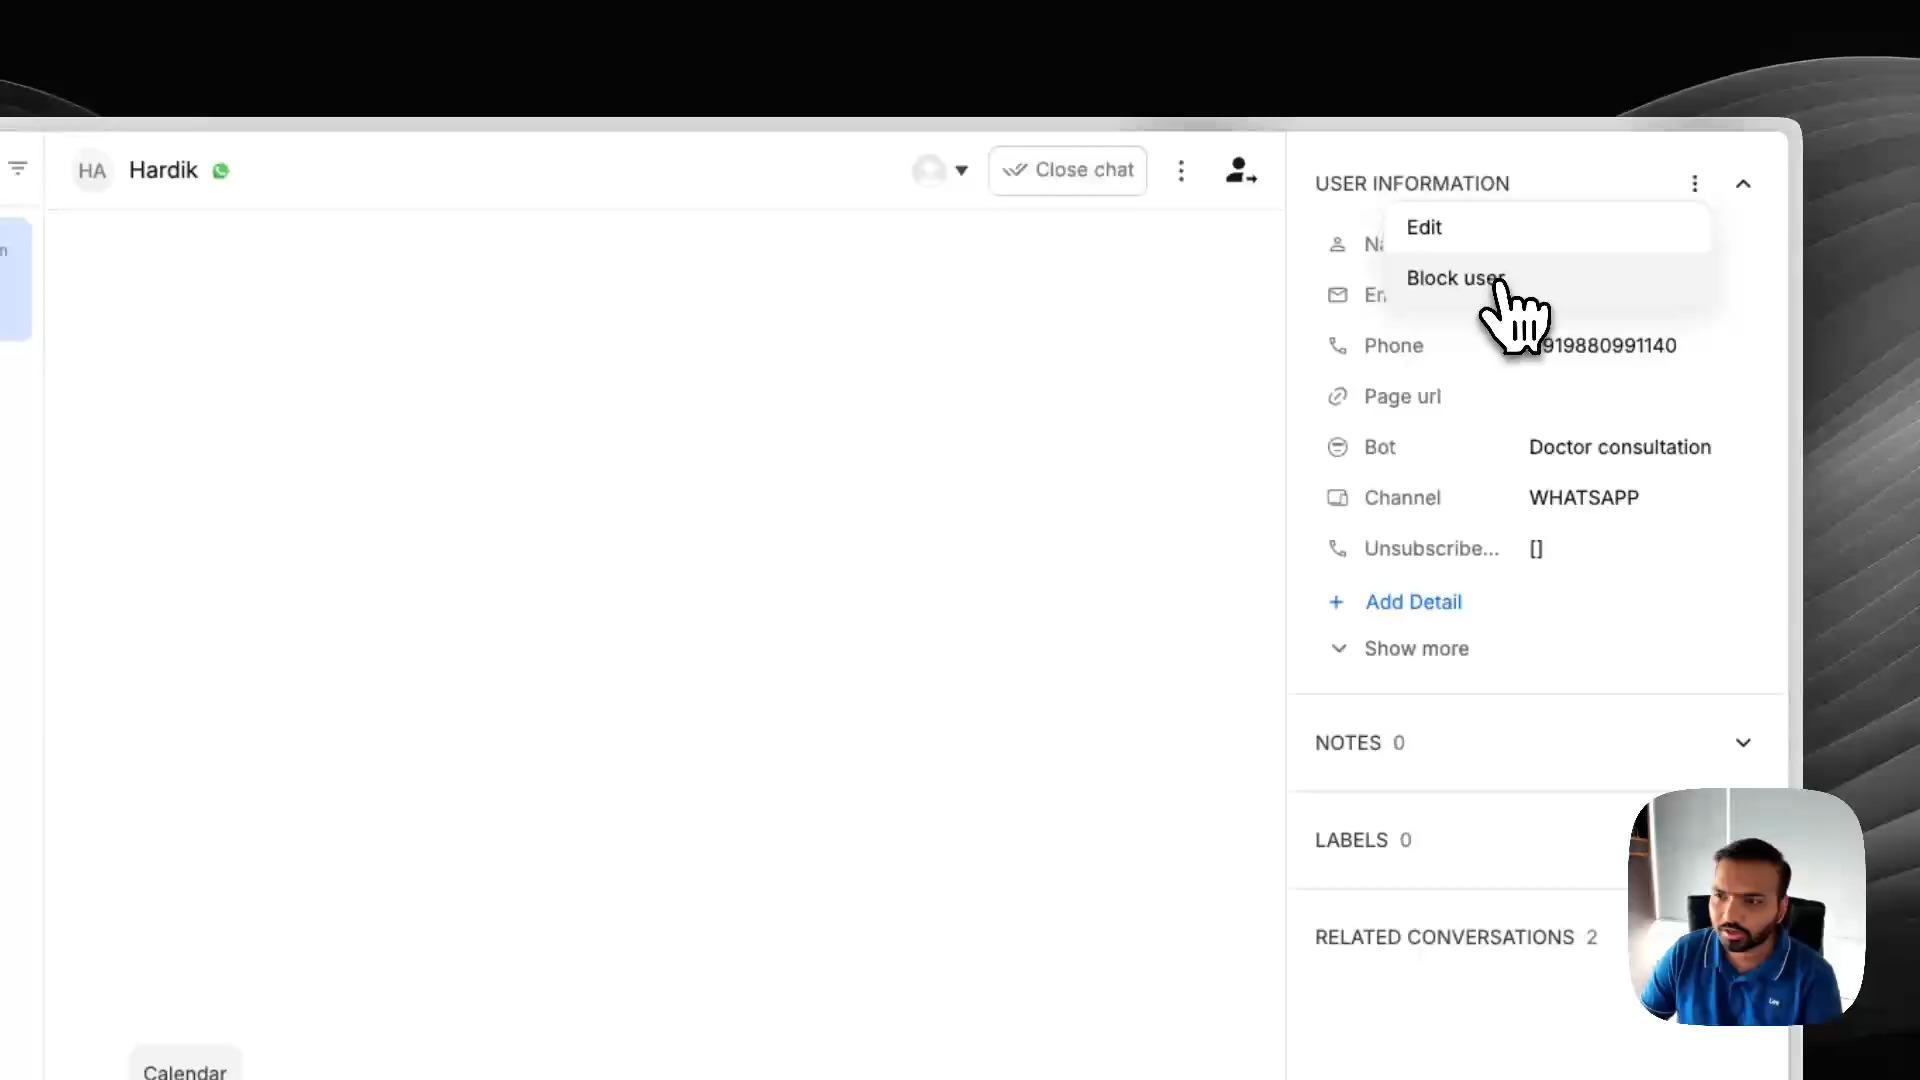 HA Hardik
Close chat
USER INFORMATION
Edit
Block user
Phone 919880991140
Page url
Bot Doctor consultation
Channel WHATSAPP
Unsubscribe... []
+ Add Detail
Show more
NOTES 0
LABELS 0
RELATED CONVERSATIONS 2
Calendar